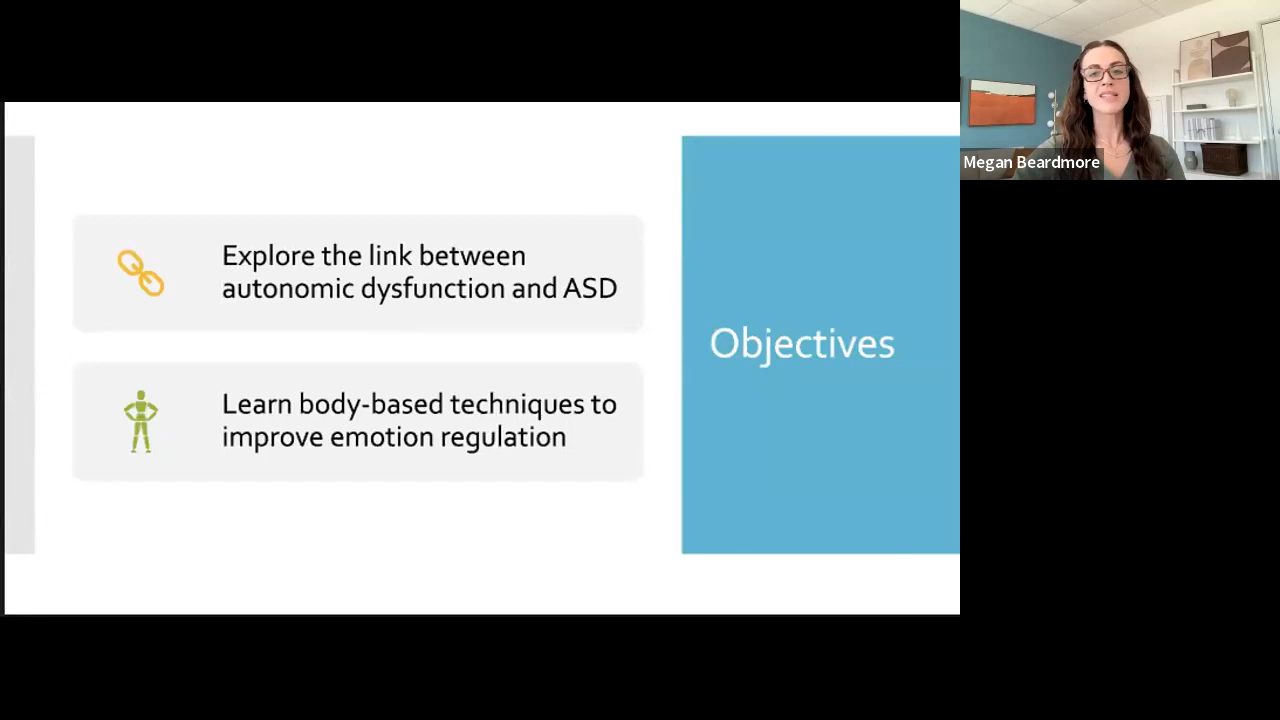 Explore the link between
autonomic dysfunction and ASD
Learn body-based techniques to
improve emotion regulation
Objectives
Megan Beardmore